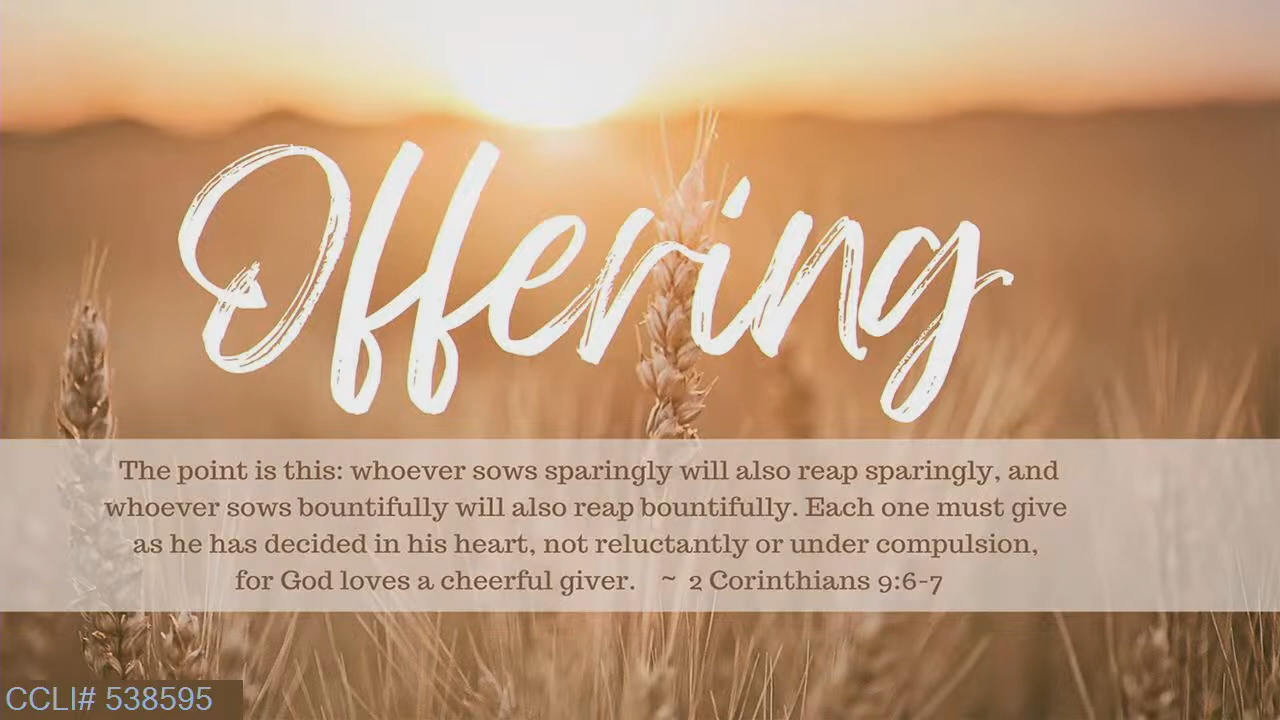 Offering
The point is this: whoever sows sparingly will also reap sparingly, and
whoever sows bountifully will also reap bountifully. Each one must give
as he has decided in his heart, not reluctantly or under compulsion,
for God loves a cheerful giver. ~ 2 Corinthians 9:6-7
CCLI# 538595